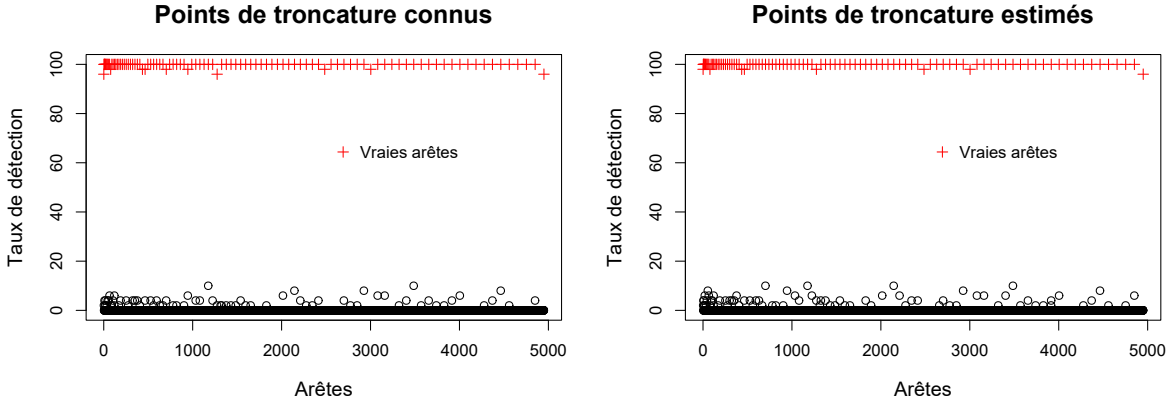 Points de troncature connus
Taux de détection
100
80
60
40
20
0
+ Vraies arêtes
0 1000 2000 3000 4000 5000
Arêtes
Points de troncature estimés
Taux de détection
100
80
60
40
20
0
+ Vraies arêtes
0 1000 2000 3000 4000 5000
Arêtes